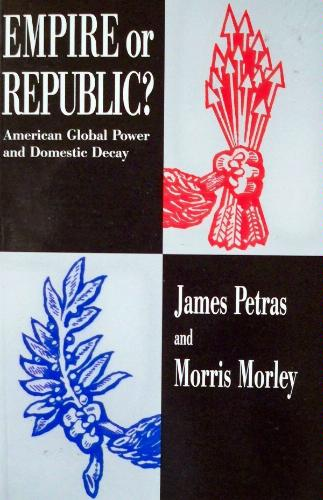 EMPIRE or
REPUBLIC?
American Global Power
and Domestic Decay
James Petras
and
Morris Morley